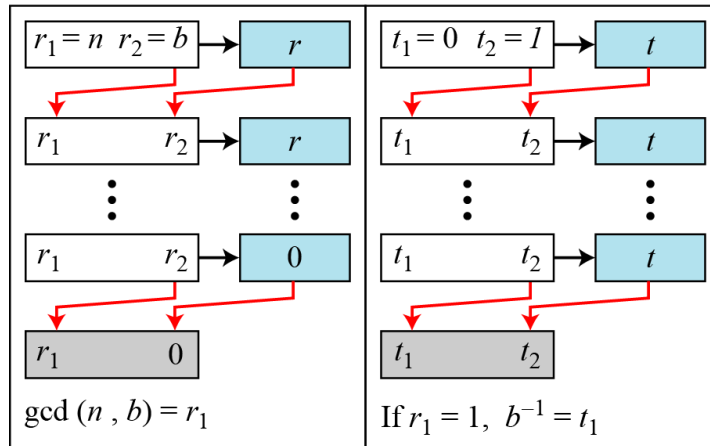 r₁ = n r₂ = b r
r₁ r₂ r
r₁ r₂ 0
r₁ 0
gcd (n , b) = r₁
t₁ = 0 t₂ = 1 t
t₁ t₂ t
t₁ t₂ t
t₁ t₂
If r₁ = 1, b⁻¹ = t₁